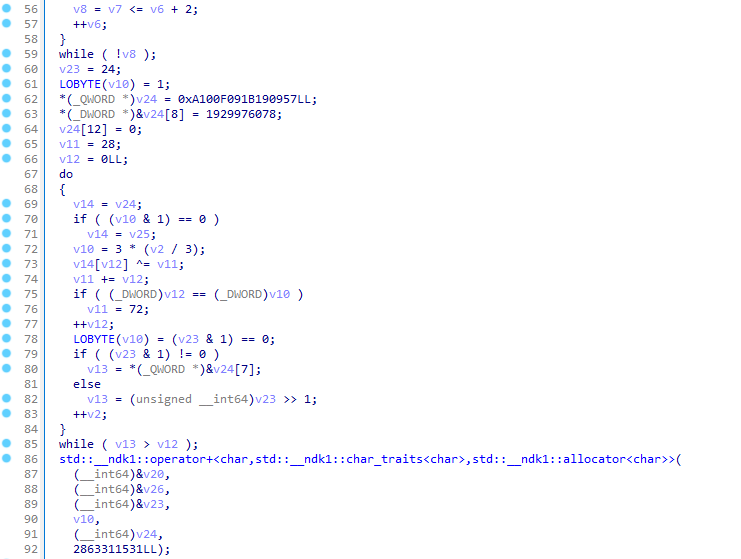 56 v8 = v7 <= v6 + 2;
57 ++v6;
58 }
59 while ( !v8 );
60 v23 = 24;
61 LOBYTE(v10) = 1;
62 *(_QWORD *)v24 = 0xA100F091B190957LL;
63 *(_DWORD *)&v24[8] = 1929976078;
64 v24[12] = 0;
65 v11 = 28;
66 v12 = 0LL;
67 do
68 {
69 v14 = v24;
70 if ( (v10 & 1) == 0 )
71 v14 = v25;
72 v10 = 3 * (v2 / 3);
73 v14[v12] ^= v11;
74 v11 += v12;
75 if ( (_DWORD)v12 == (_DWORD)v10 )
76 v11 = 72;
77 ++v12;
78 LOBYTE(v10) = (v23 & 1) == 0;
79 if ( (v23 & 1) != 0 )
80 v13 = *(_QWORD *)&v24[7];
81 else
82 v13 = (unsigned __int64)v23 >> 1;
83 ++v2;
84 }
85 while ( v13 > v12 );
86 std::__ndk1::operator+<char,std::__ndk1::char_traits<char>,std::__ndk1::allocator<char>>(
87 (__int64)&v20,
88 (__int64)&v26,
89 (__int64)&v23,
90 v10,
91 (__int64)v24,
92 2863311531LL);